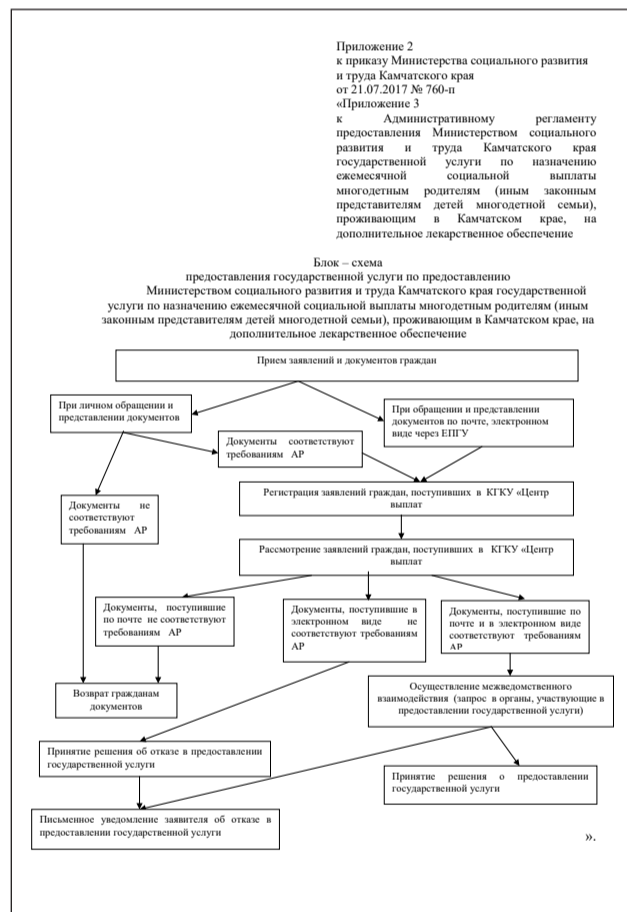 Приложение 2
к приказу Министерства социального развития
и труда Камчатского края
от 21.07.2017 № 760-п
«Приложение 3
к Административному регламенту
предоставления Министерством социального
развития и труда Камчатского края
государственной услуги по назначению
ежемесячной социальной выплаты
многодетным родителям (иным законным
представителям детей многодетной семьи),
проживающим в Камчатском крае, на
дополнительное лекарственное обеспечение
Блок – схема
предоставления государственной услуги по предоставлению
Министерством социального развития и труда Камчатского края государственной
услуги по назначению ежемесячной социальной выплаты многодетным родителям (иным
законным представителям детей многодетной семьи), проживающим в Камчатском крае, на
дополнительное лекарственное обеспечение
Прием заявлений и документов граждан
При личном обращении и
представлении документов
При обращении и представлении
документов по почте, электронном
виде через ЕПГУ
Документы соответствуют
требованиям АР
Документы не
соответствуют
требованиям АР
Регистрация заявлений граждан, поступивших в КГКУ «Центр
выплат
Рассмотрение заявлений граждан, поступивших в КГКУ «Центр
выплат
Документы, поступившие
по почте не соответствуют
требованиям АР
Документы, поступившие в
электронном виде не
соответствуют требованиям
АР
Документы, поступившие по
почте и в электронном виде
соответствуют требованиям
АР
Возврат гражданам
документов
Осуществление межведомственного
взаимодействия (запрос в органы, участвующие в
предоставлении государственной услуги)
Принятие решения об отказе в предоставлении
государственной услуги
Принятие решения о предоставлении
государственной услуги
Письменное уведомление заявителя об отказе в
предоставлении государственной услуги
».